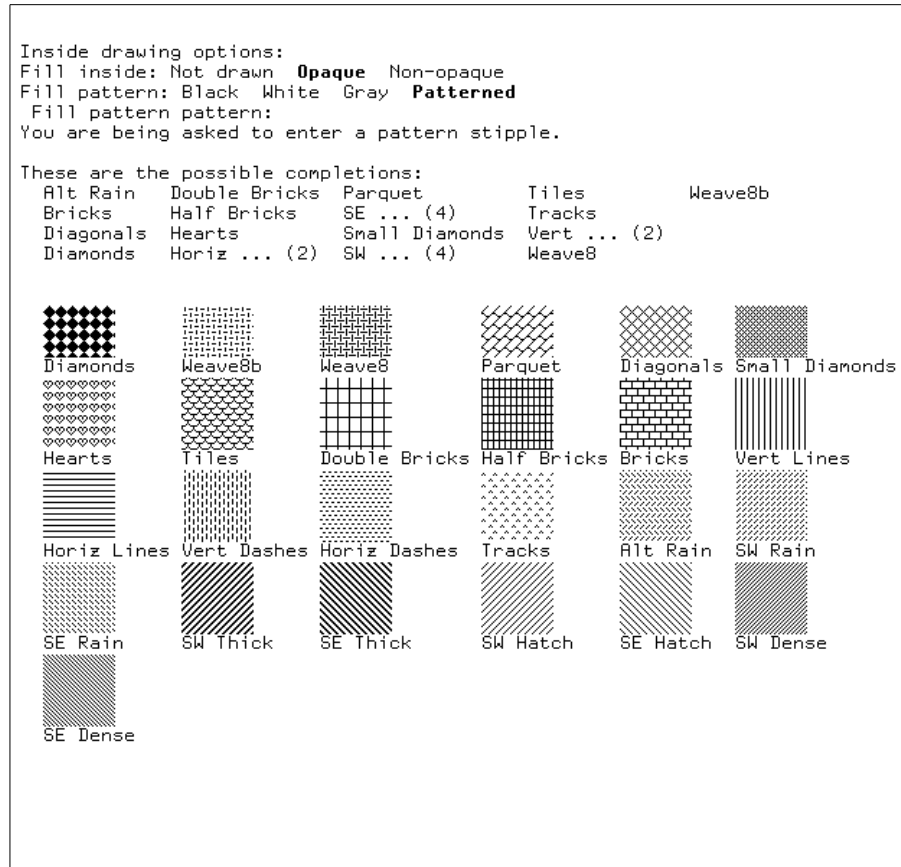 Inside drawing options:
Fill inside: Not drawn  Opaque  Non-opaque
Fill pattern: Black  White  Gray  Patterned
Fill pattern pattern:
You are being asked to enter a pattern stipple.
These are the possible completions:
Alt Rain  Double Bricks  Parquet  Tiles  Weave8b
Bricks  Half Bricks  SE ... (4)  Tracks
Diagonals  Hearts  Small Diamonds  Vert ... (2)
Diamonds  Horiz ... (2)  SW ... (4)  Weave8
Diamonds  Weave8b  Weave8  Parquet  Diagonals  Small Diamonds
Hearts  Tiles  Double Bricks  Half Bricks  Bricks  Vert Lines
Horiz Lines  Vert Dashes  Horiz Dashes  Tracks  Alt Rain  SW Rain
SE Rain  SW Thick  SE Thick  SW Hatch  SE Hatch  SW Dense
SE Dense